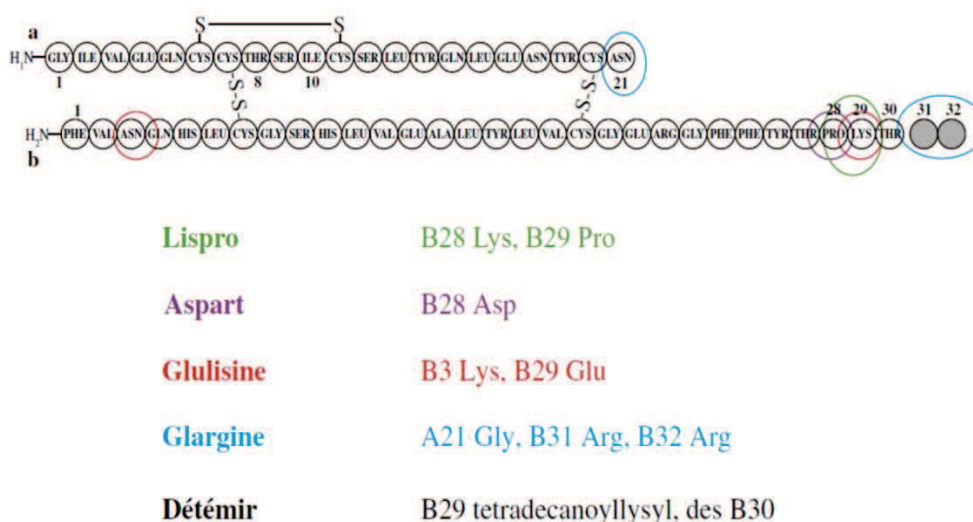 S S
a H₂N GLY ILE VAL GLU GLN CYS CYS THR SER ILE CYS SER LEU TYR GLN LEU GLU ASN TYR CYS ASN
1 8 10 21
S-S S-S
1 28 29 30 31 32
H₂N PHE VAL ASN GLN HIS LEU CYS GLY SER HIS LEU VAL GLU ALA LEU TYR LEU VAL CYS GLY GLU ARG GLY PHE PHE TYR THR PRO LYS THR
b
Lispro B28 Lys, B29 Pro
Aspart B28 Asp
Glulisine B3 Lys, B29 Glu
Glargine A21 Gly, B31 Arg, B32 Arg
Détémir B29 tetradecanoyllysyl, des B30